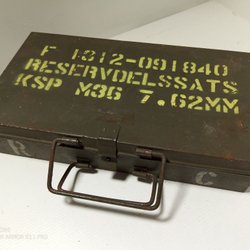 F 1312-091840
RESERVDELSSATS
KSP M36 7.62MM
R C